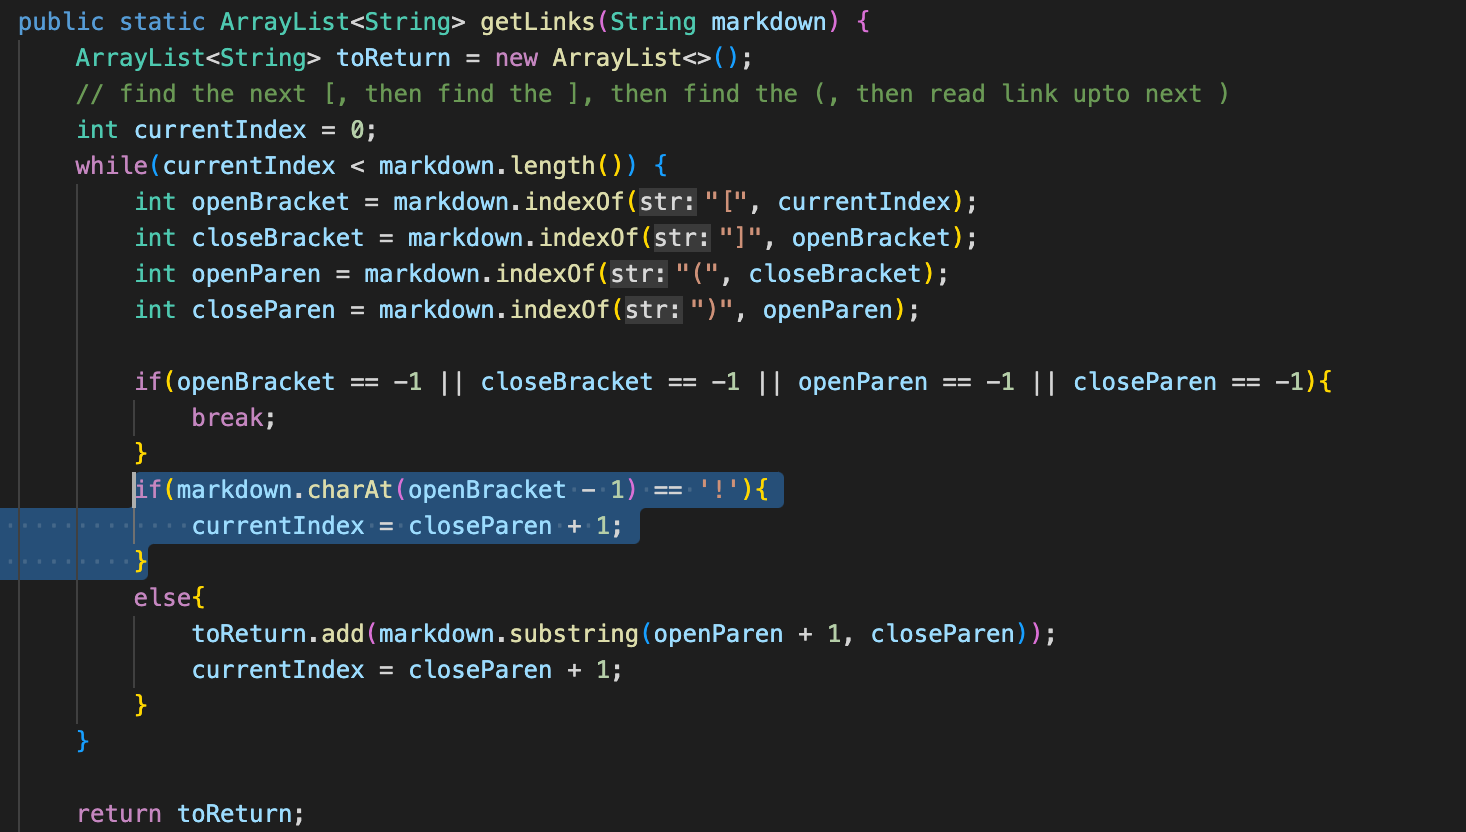 public static ArrayList<String> getLinks(String markdown) {
ArrayList<String> toReturn = new ArrayList<>();
// find the next [, then find the ], then find the (, then read link upto next )
int currentIndex = 0;
while(currentIndex < markdown.length()) {
int openBracket = markdown.indexOf(str: "[", currentIndex);
int closeBracket = markdown.indexOf(str: "]", openBracket);
int openParen = markdown.indexOf(str: "(", closeBracket);
int closeParen = markdown.indexOf(str: ")", openParen);
if(openBracket == -1 || closeBracket == -1 || openParen == -1 || closeParen == -1){
break;
}
if(markdown.charAt(openBracket - 1) == '!'){
currentIndex = closeParen + 1;
}
else{
toReturn.add(markdown.substring(openParen + 1, closeParen));
currentIndex = closeParen + 1;
}
}
return toReturn;